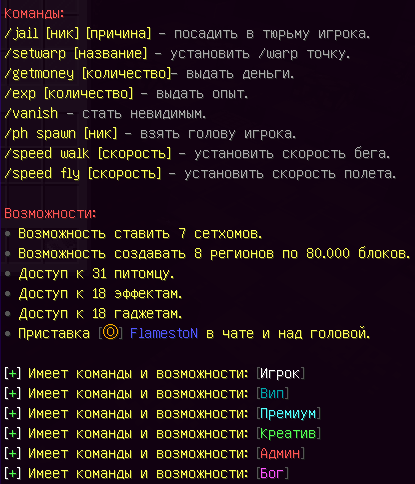 Команды:
/jail [ник] [причина] - посадить в тюрьму игрока.
/setwarp [название] - установить /warp точку.
/getmoney [количество]- выдать деньги.
/exp [количество] - выдать опыт.
/vanish - стать невидимым.
/ph spawn [ник] - взять голову игрока.
/speed walk [скорость] - установить скорость бега.
/speed fly [скорость] - установить скорость полета.
Возможности:
• Возможность ставить 7 сетхомов.
• Возможность создавать 8 регионов по 80.000 блоков.
• Доступ к 31 питомцу.
• Доступ к 18 эффектам.
• Доступ к 18 гаджетам.
• Приставка [Ⓞ] FlamestoN в чате и над головой.
[+] Имеет команды и возможности: [Игрок]
[+] Имеет команды и возможности: [Вип]
[+] Имеет команды и возможности: [Премиум]
[+] Имеет команды и возможности: [Креатив]
[+] Имеет команды и возможности: [Админ]
[+] Имеет команды и возможности: [Бог]